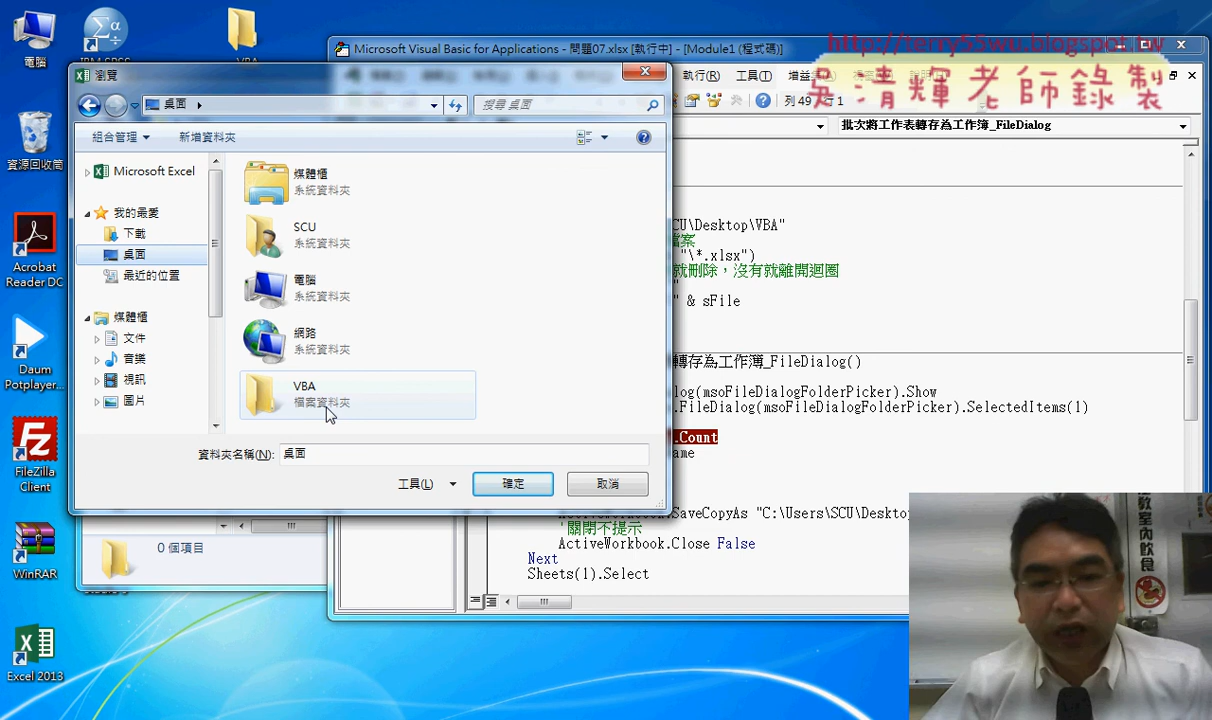 電腦
VBA
資源回收筒
Acrobat
Reader DC
Daum
Potplayer...
FileZilla
Client
WinRAR
Excel 2013
Microsoft Visual Basic for Applications - 問題07.xlsx [執行中] - [Module1 (程式碼)]
http://terry55wu.blogspot.tw
吳清輝老師錄製
執行(R)
工具(T)
增益
列 49, 行 1
批次將工作表轉存為工作簿_FileDialog
瀏覽
桌面
搜尋 桌面
組合管理
新增資料夾
Microsoft Excel
我的最愛
下載
桌面
最近的位置
媒體櫃
文件
音樂
視訊
圖片
媒體櫃
系統資料夾
SCU
系統資料夾
電腦
系統資料夾
網路
系統資料夾
VBA
檔案資料夾
資料夾名稱(N):
桌面
工具(L)
確定
取消
0 個項目
CU\Desktop\VBA"
檔案
"\*.xlsx")
就刪除，沒有就離開迴圈
" & sFile
轉存為工作簿_FileDialog()
log(msoFileDialogFolderPicker).Show
.FileDialog(msoFileDialogFolderPicker).SelectedItems(1)
.Count
ame
SaveCopyAs "C:\Users\SCU\Deskto
'關閉不提示
ActiveWorkbook.Close False
Next
Sheets(1).Select
教室內飲食